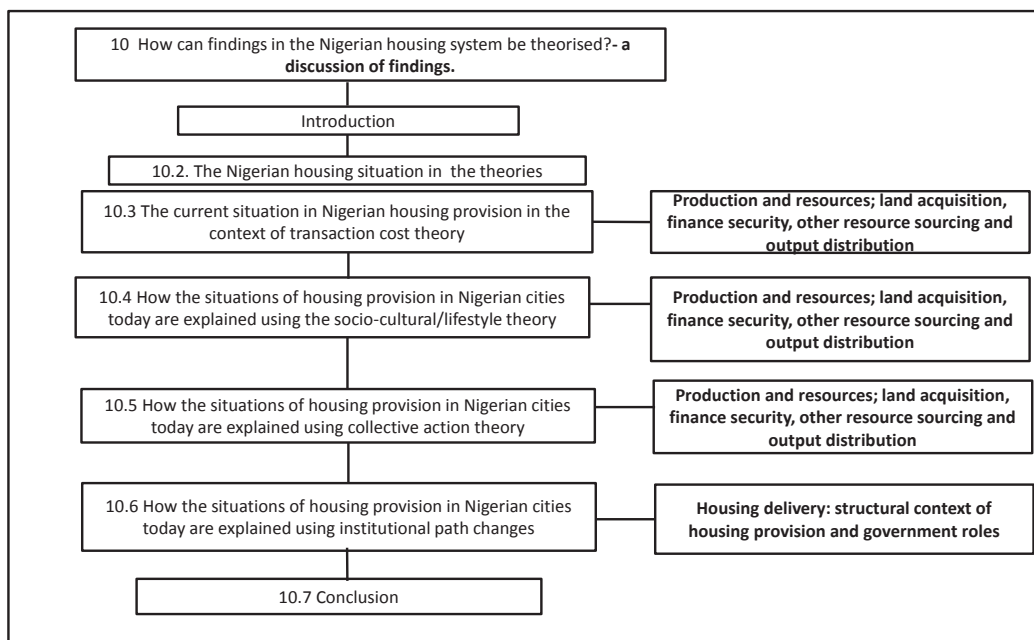 10 How can findings in the Nigerian housing system be theorised?- a
discussion of findings.
Introduction
10.2. The Nigerian housing situation in the theories
10.3 The current situation in Nigerian housing provision in the
context of transaction cost theory
Production and resources; land acquisition,
finance security, other resource sourcing and
output distribution
10.4 How the situations of housing provision in Nigerian cities
today are explained using the socio-cultural/lifestyle theory
Production and resources; land acquisition,
finance security, other resource sourcing and
output distribution
10.5 How the situations of housing provision in Nigerian cities
today are explained using collective action theory
Production and resources; land acquisition,
finance security, other resource sourcing and
output distribution
10.6 How the situations of housing provision in Nigerian cities
today are explained using institutional path changes
Housing delivery: structural context of
housing provision and government roles
10.7 Conclusion